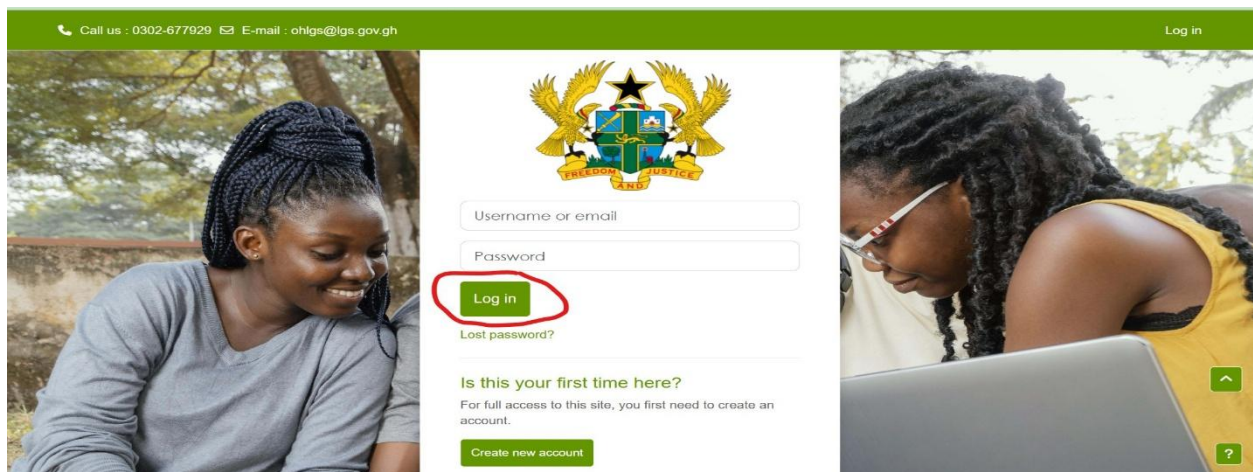 Call us : 0302-677929 E-mail : ohlgs@lgs.gov.gh
Log in
FREEDOM AND JUSTICE
Username or email
Password
Log in
Lost password?
Is this your first time here?
For full access to this site, you first need to create an
account.
Create new account
?